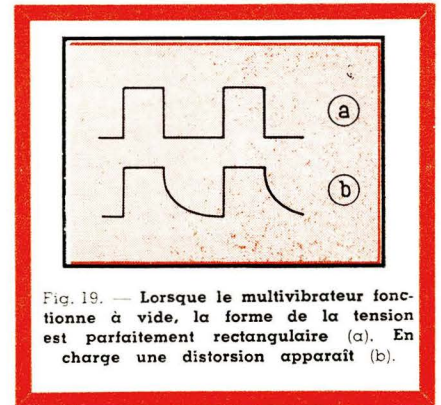 a
b
Fig. 19. — Lorsque le multivibrateur fonc-
tionne à vide, la forme de la tension
est parfaitement rectangulaire (a). En
charge une distorsion apparaît (b).